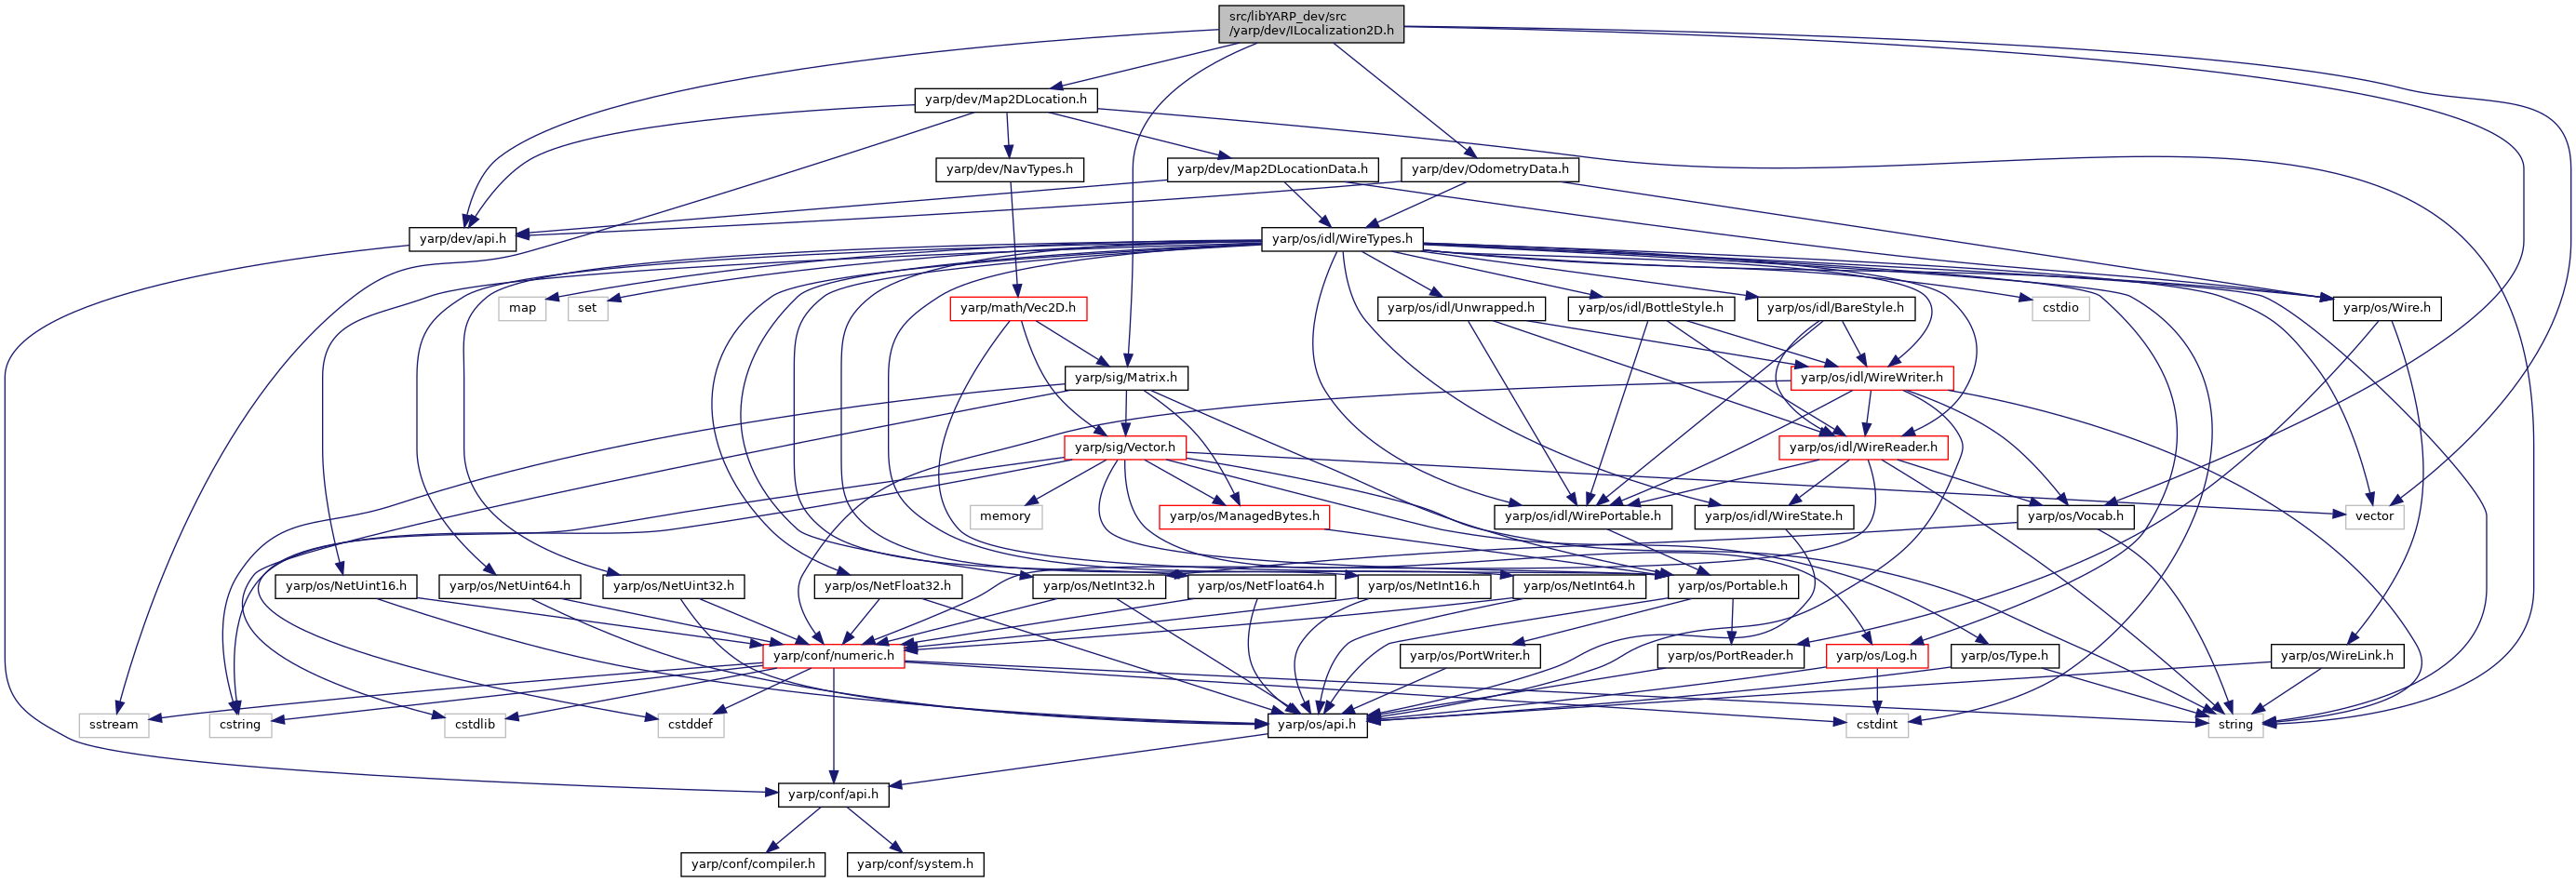 src/libYARP_dev/src
/yarp/dev/ILocalization2D.h
yarp/dev/Map2DLocation.h
yarp/dev/NavTypes.h
yarp/dev/Map2DLocationData.h
yarp/dev/OdometryData.h
yarp/dev/api.h
yarp/os/idl/WireTypes.h
map
set
yarp/math/Vec2D.h
yarp/os/idl/Unwrapped.h
yarp/os/idl/BottleStyle.h
yarp/os/idl/BareStyle.h
cstdio
yarp/os/Wire.h
yarp/sig/Matrix.h
yarp/os/idl/WireWriter.h
yarp/sig/Vector.h
yarp/os/idl/WireReader.h
memory
yarp/os/ManagedBytes.h
yarp/os/idl/WirePortable.h
yarp/os/idl/WireState.h
yarp/os/Vocab.h
vector
yarp/os/NetUint16.h
yarp/os/NetUint64.h
yarp/os/NetUint32.h
yarp/os/NetFloat32.h
yarp/os/NetInt32.h
yarp/os/NetFloat64.h
yarp/os/NetInt16.h
yarp/os/NetInt64.h
yarp/os/Portable.h
yarp/conf/numeric.h
yarp/os/PortWriter.h
yarp/os/PortReader.h
yarp/os/Log.h
yarp/os/Type.h
yarp/os/WireLink.h
sstream
cstring
cstdlib
cstddef
yarp/os/api.h
cstdint
string
yarp/conf/api.h
yarp/conf/compiler.h
yarp/conf/system.h